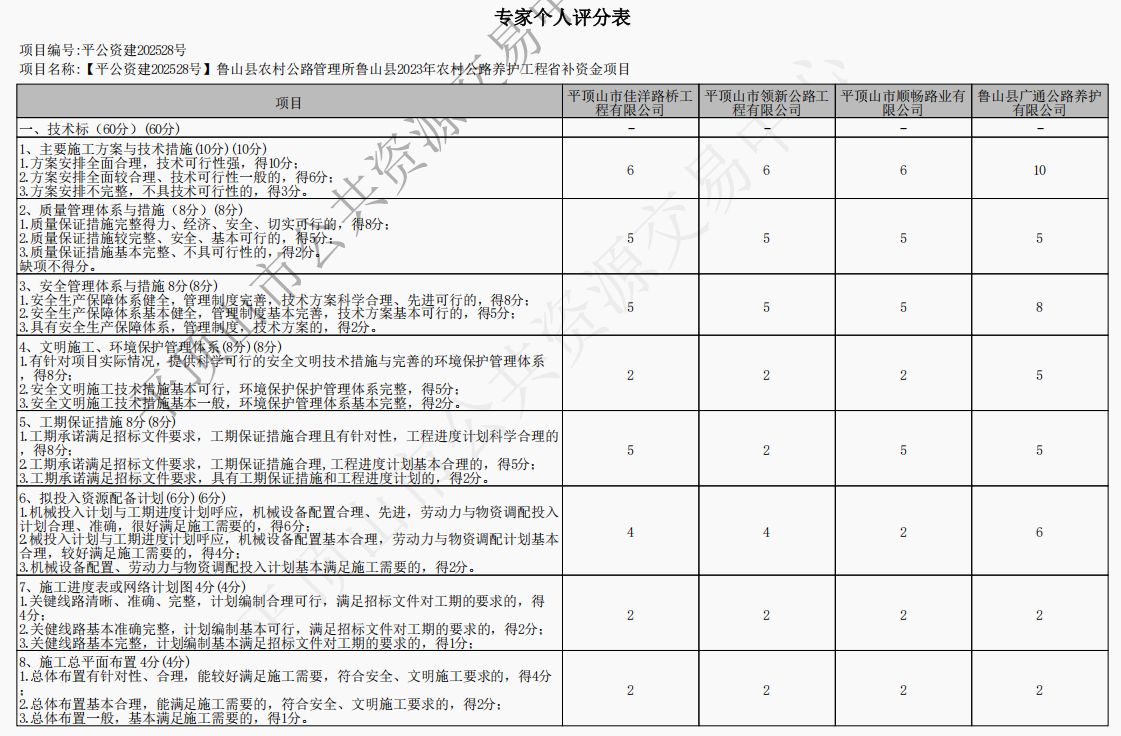 专家个人评分表
项目编号:平公资建202528号
项目名称:【平公资建202528号】鲁山县农村公路管理所鲁山县2023年农村公路养护工程省补资金项目
项目
平顶山市佳洋路桥工
程有限公司
平顶山市领新公路工
程有限公司
平顶山市顺畅路业有
限公司
鲁山县广通公路养护
有限公司
一、技术标（60分）(60分)
－ － － －
1、主要施工方案与技术措施(10分)(10分)
1.方案安排全面合理，技术可行性强，得10分;
2.方案安排全面较合理、技术可行性一般的，得6分;
3.方案安排不完整，不具技术可行性的，得3分。
6 6 6 10
2、质量管理体系与措施（8分）(8分)
1.质量保证措施完整得力、经济、安全、切实可行的，得8分;
2.质量保证措施较完整、安全、基本可行的，得5分;
3.质量保证措施基本完整、不具可行性的，得2分。
缺项不得分。
5 5 5 5
3、安全管理体系与措施 8分(8分)
1.安全生产保障体系健全，管理制度完善，技术方案科学合理、先进可行的，得8分;
2.安全生产保障体系基本健全，管理制度基本完善，技术方案基本可行的，得5分;
3.具有安全生产保障体系，管理制度，技术方案的，得2分。
5 5 5 8
4、文明施工、环境保护管理体系(8分)(8分)
1.有针对项目实际情况，提供科学可行的安全文明技术措施与完善的环境保护管理体系
，得8分;
2.安全文明施工技术措施基本可行，环境保护保护管理体系完整，得5分;
3.安全文明施工技术措施基本一般，环境保护管理体系基本完整，得2分。
2 2 2 5
5、工期保证措施 8分(8分)
1.工期承诺满足招标文件要求，工期保证措施合理且有针对性，工程进度计划科学合理的
，得8分;
2.工期承诺满足招标文件要求，工期保证措施合理,工程进度计划基本合理的，得5分;
3.工期承诺满足招标文件要求，具有工期保证措施和工程进度计划的，得2分。
5 2 5 5
6、拟投入资源配备计划(6分)(6分)
1.机械投入计划与工期进度计划呼应，机械设备配置合理、先进，劳动力与物资调配投入
计划合理、准确，很好满足施工需要的，得6分;
2.械投入计划与工期进度计划呼应，机械设备配置基本合理，劳动力与物资调配计划基本
合理，较好满足施工需要的，得4分;
3.机械设备配置、劳动力与物资调配投入计划基本满足施工需要的，得2分。
4 4 2 6
7、施工进度表或网络计划图 4分(4分)
1.关键线路清晰、准确、完整，计划编制合理可行，满足招标文件对工期的要求的，得
4分;
2.关健线路基本准确完整，计划编制基本可行，满足招标文件对工期的要求的，得2分;
3.关健线路基本完整，计划编制基本满足招标文件对工期的要求的，得1分;
2 2 2 2
8、施工总平面布置 4分(4分)
1.总体布置有针对性、合理，能较好满足施工需要，符合安全、文明施工要求的，得4分
;
2.总体布置基本合理，能满足施工需要的，符合安全、文明施工要求的，得2分;
3.总体布置一般，基本满足施工需要的，得1分。
2 2 2 2
平顶山市公共资源交易中心
平顶山市公共资源交易中心